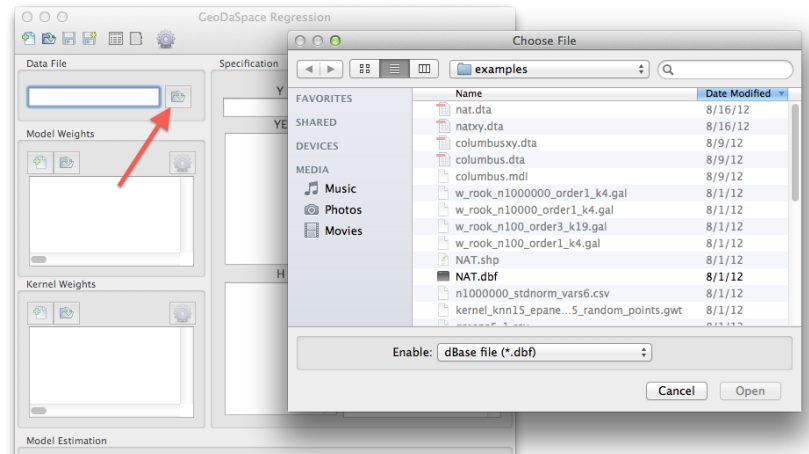 GeoDaSpace Regression
Data File
Specification
Y
YE
Model Weights
H
Kernel Weights
Model Estimation
Choose File
examples
FAVORITES
SHARED
DEVICES
MEDIA
Music
Photos
Movies
Name Date Modified
nat.dta 8/16/12
natxy.dta 8/16/12
columbusxy.dta 8/9/12
columbus.dta 8/9/12
columbus.mdl 8/9/12
w_rook_n1000000_order1_k4.gal 8/1/12
w_rook_n10000_order1_k4.gal 8/1/12
w_rook_n100_order3_k19.gal 8/1/12
w_rook_n100_order1_k4.gal 8/1/12
NAT.shp 8/1/12
NAT.dbf 8/1/12
n1000000_stdnorm_vars6.csv 8/1/12
kernel_knn15_epane...5_random_points.gwt 8/1/12
Enable: dBase file (*.dbf)
Cancel Open